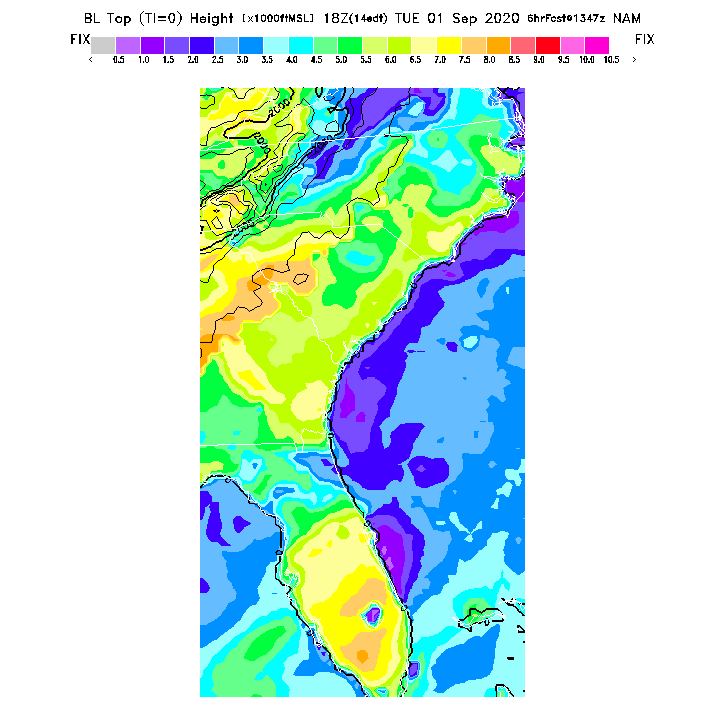 BL Top (TI=0) Height [x1000ftMSL] 18Z(14edt) TUE 01 Sep 2020 6hrFcst@1347z NAM
FIX FIX
< 0.5 1.0 1.5 2.0 2.5 3.0 3.5 4.0 4.5 5.0 5.5 6.0 6.5 7.0 7.5 8.0 8.5 9.0 9.5 10.0 10.5 >
2000
2000